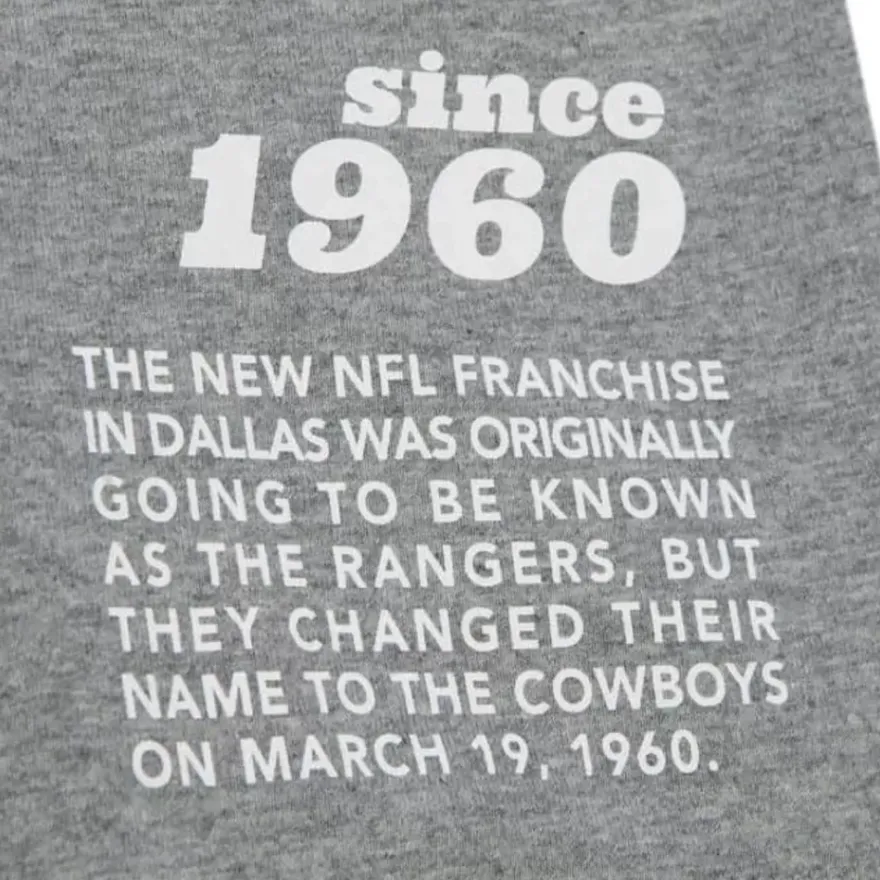 since
1960
THE NEW NFL FRANCHISE
IN DALLAS WAS ORIGINALLY
GOING TO BE KNOWN
AS THE RANGERS, BUT
THEY CHANGED THEIR
NAME TO THE COWBOYS
ON MARCH 19, 1960.